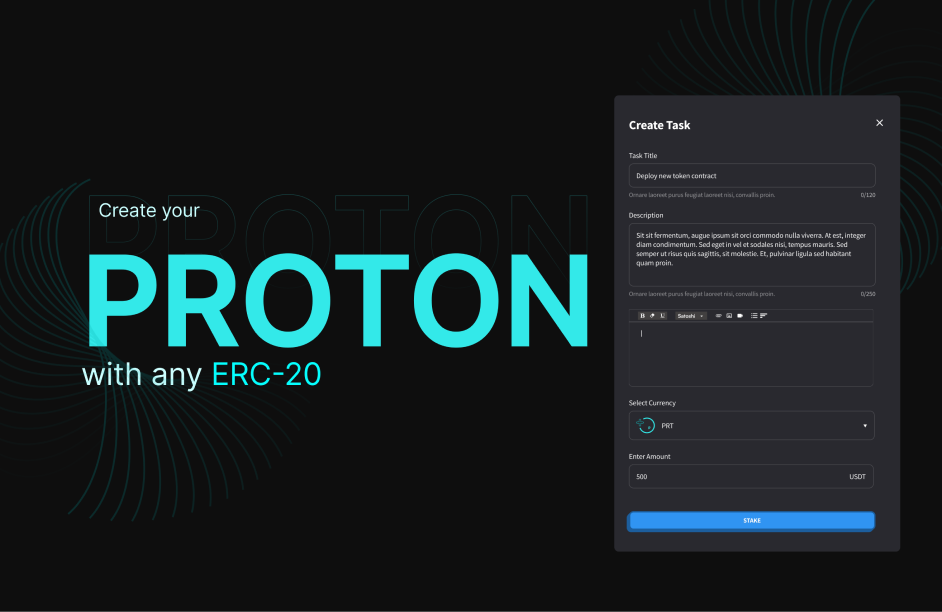 Create your
PROTON
PROTON
with any ERC-20
Create Task
Task Title
Deploy new token contract
Ornare laoreet purus feugiat laoreet nisi, convallis proin.
0/120
Description
Sit sit fermentum, augue ipsum sit orci commodo nulla viverra. At est, integer
diam condimentum. Sed eget in vel et sodales nisi, tempus mauris. Sed
semper ut risus quis sagittis, sit molestie. Et, pulvinar ligula sed habitant
quam proin.
Ornare laoreet purus feugiat laoreet nisi, convallis proin.
0/250
B U Satoshi
Select Currency
PRT
Enter Amount
500 USDT
STAKE